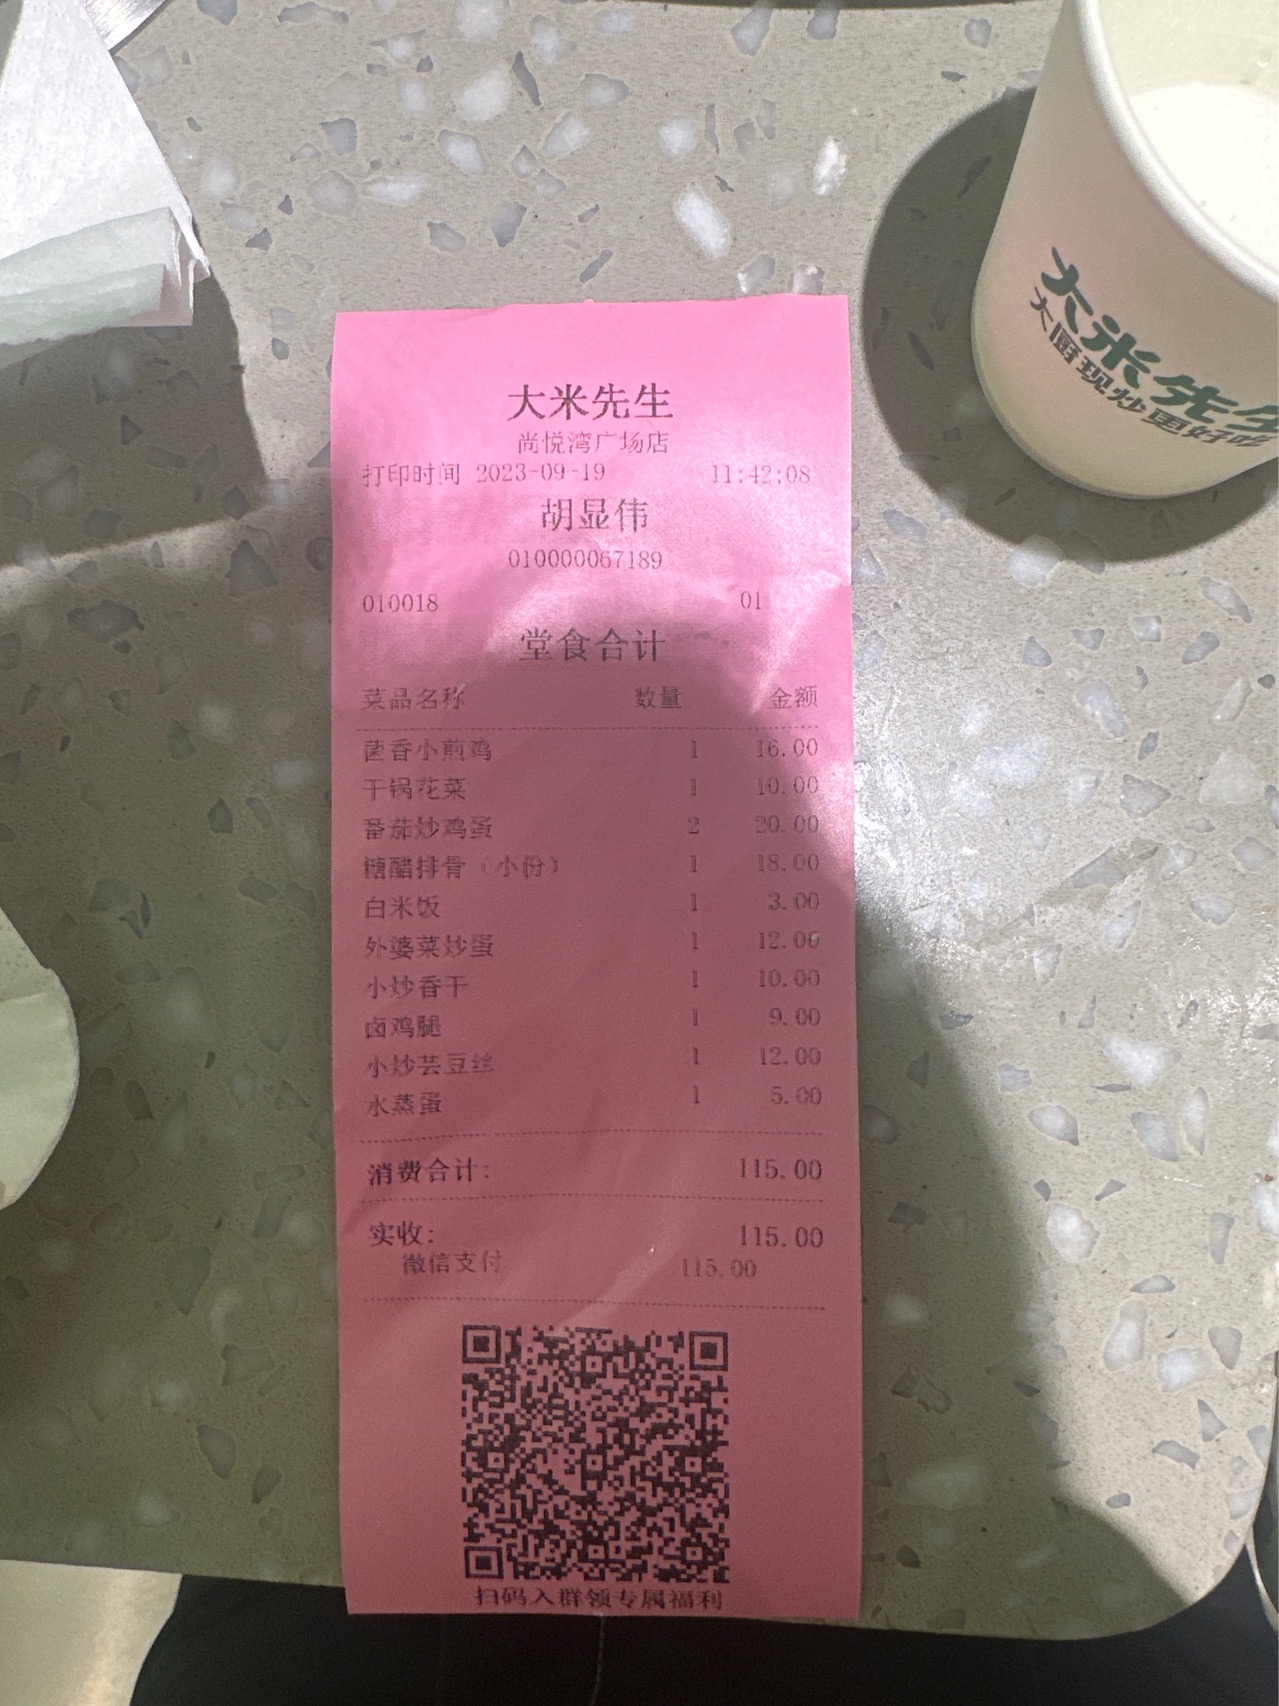 大米先生
尚悦湾广场店
打印时间 2023-09-19 11:42:08
胡显伟
010000067189
010018 01
堂食合计
菜品名称 数量 金额
茴香小煎鸡 1 16.00
干锅花菜 1 10.00
番茄炒鸡蛋 2 20.00
糖醋排骨（小份） 1 18.00
白米饭 1 3.00
外婆菜炒蛋 1 12.00
小炒香干 1 10.00
卤鸡腿 1 9.00
小炒芸豆丝 1 12.00
水蒸蛋 1 5.00
消费合计: 115.00
实收: 115.00
微信支付 115.00
扫码入群领专属福利
大米先生
大厨现炒更好吃